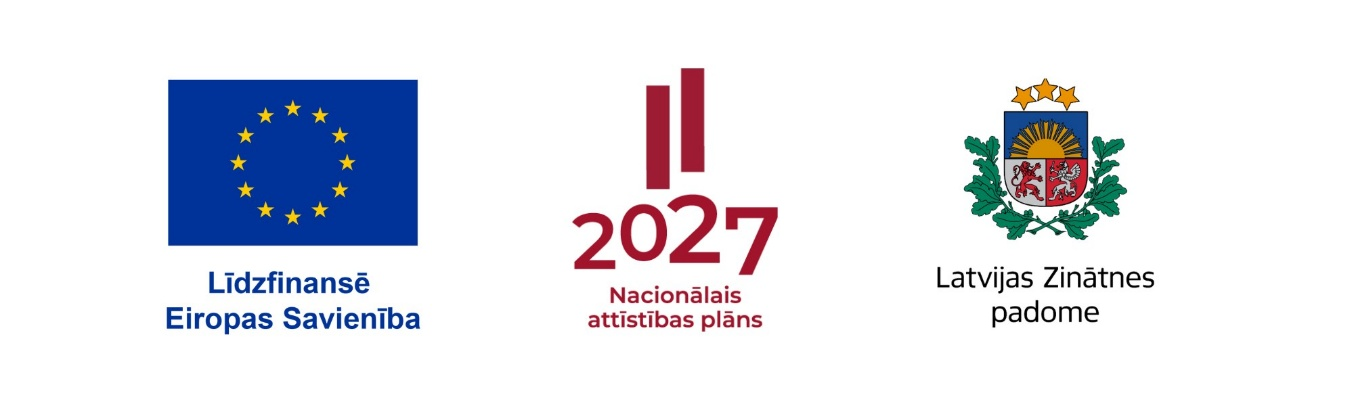 Līdzfinansē
Eiropas Savienība
2027
Nacionālais
attīstības plāns
Latvijas Zinātnes
padome